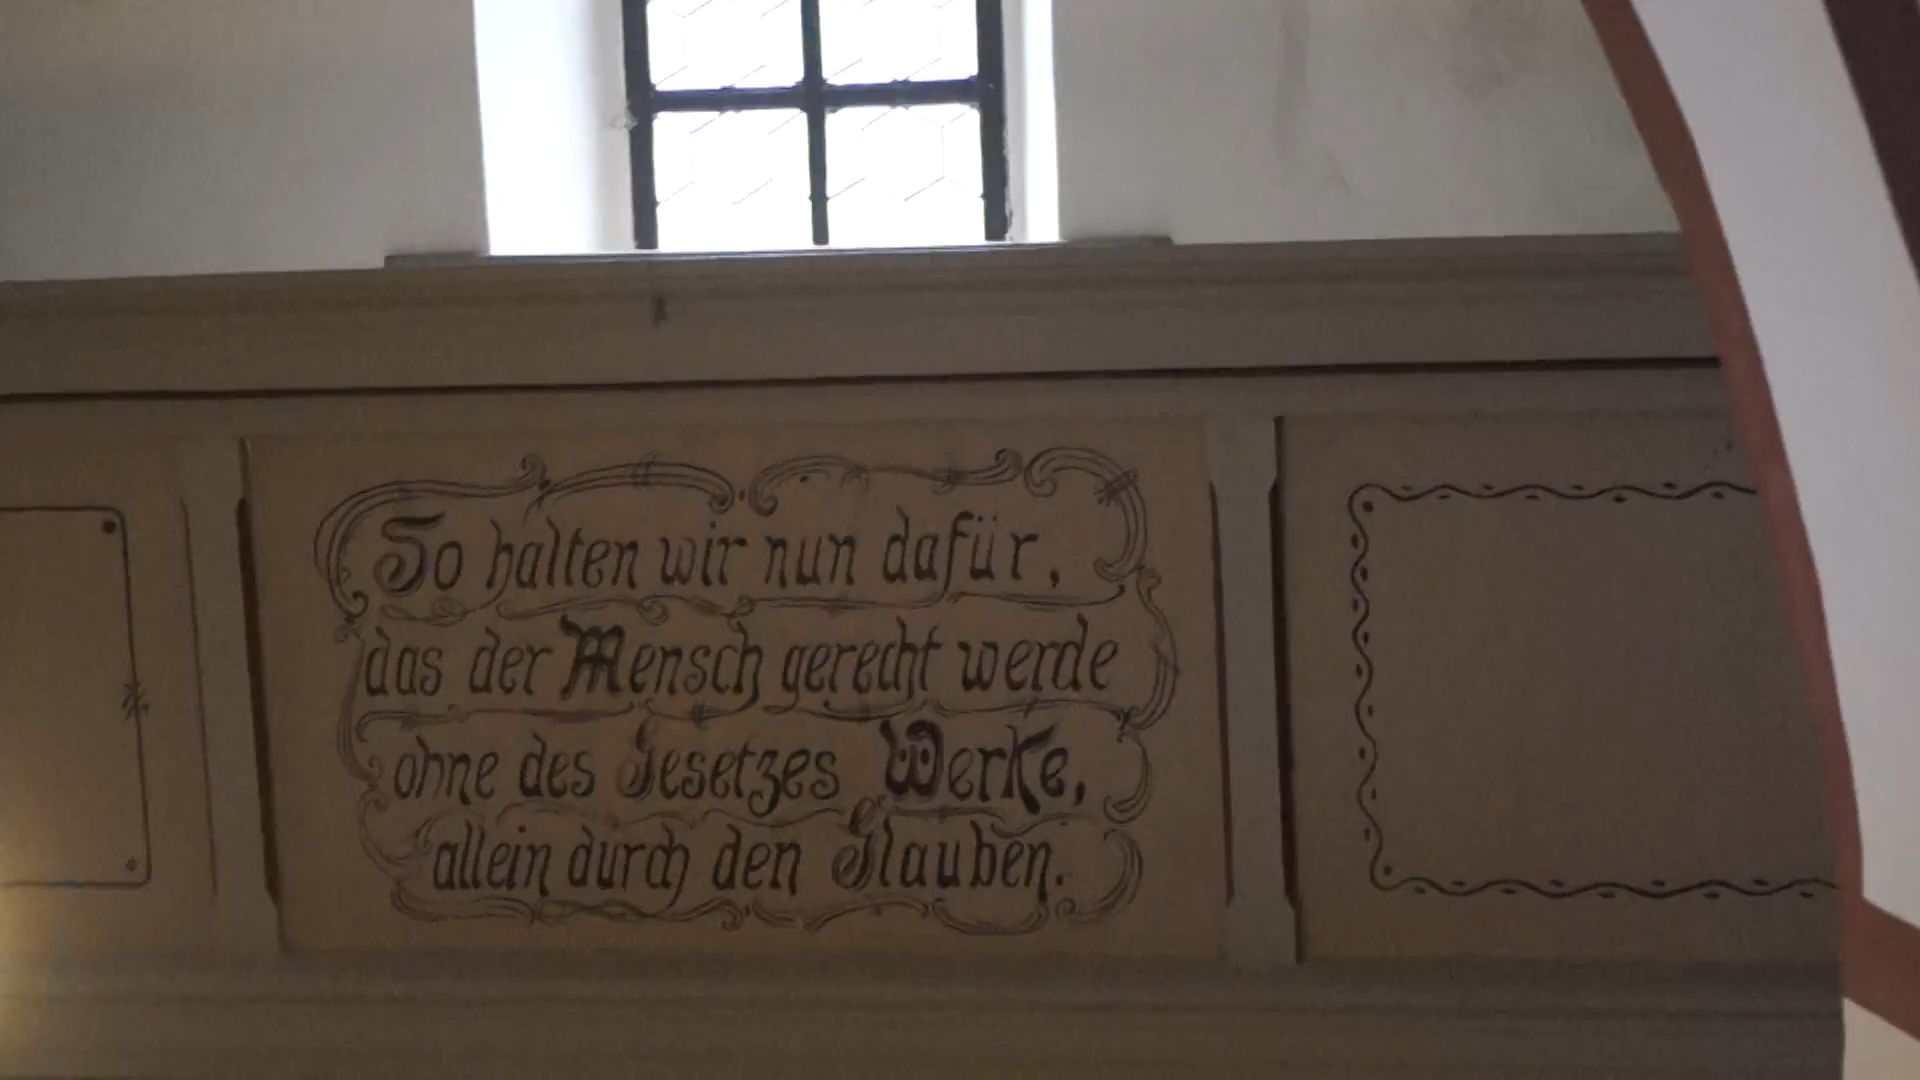 So halten wir nun dafür,
das der Mensch gerecht werde
ohne des Gesetzes Werke,
allein durch den Glauben.